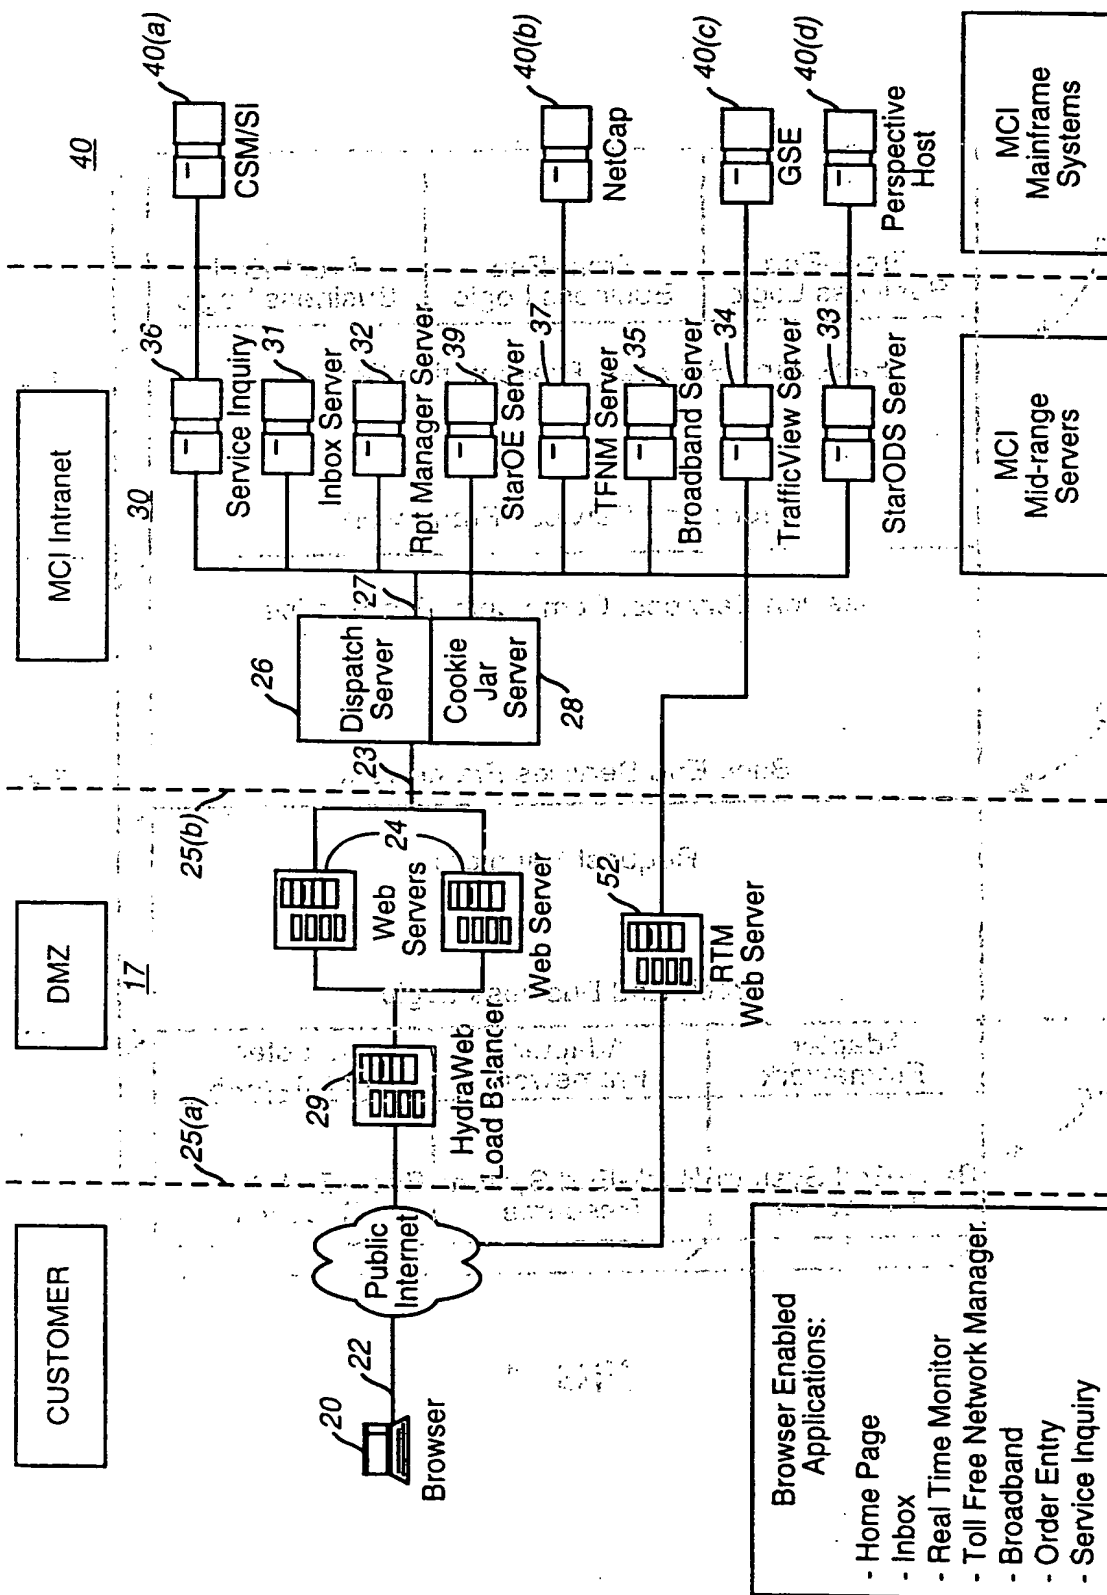 CUSTOMER
DMZ
MCI Intranet
17
30
40
25(a)
25(b)
20
22
Browser
Public
Internet
29
HydraWeb
Load Balancer
24
Web
Servers
Web Server
52
RTM
Web Server
23
26
Dispatch
Server
27
Cookie
Jar
Server
28
36
Service Inquiry
31
Inbox Server
32
Rpt Manager Server
39
StarOE Server
37
TFNM Server
35
Broadband Server
34
TrafficView Server
33
StarODS Server
40(a)
CSM/SI
40(b)
NetCap
40(c)
GSE
40(d)
Perspective
Host
Browser Enabled
Applications:
- Home Page
- Inbox
- Real Time Monitor
- Toll Free Network Manager
- Broadband
- Order Entry
- Service Inquiry
MCI
Mid-range
Servers
MCI
Mainframe
Systems